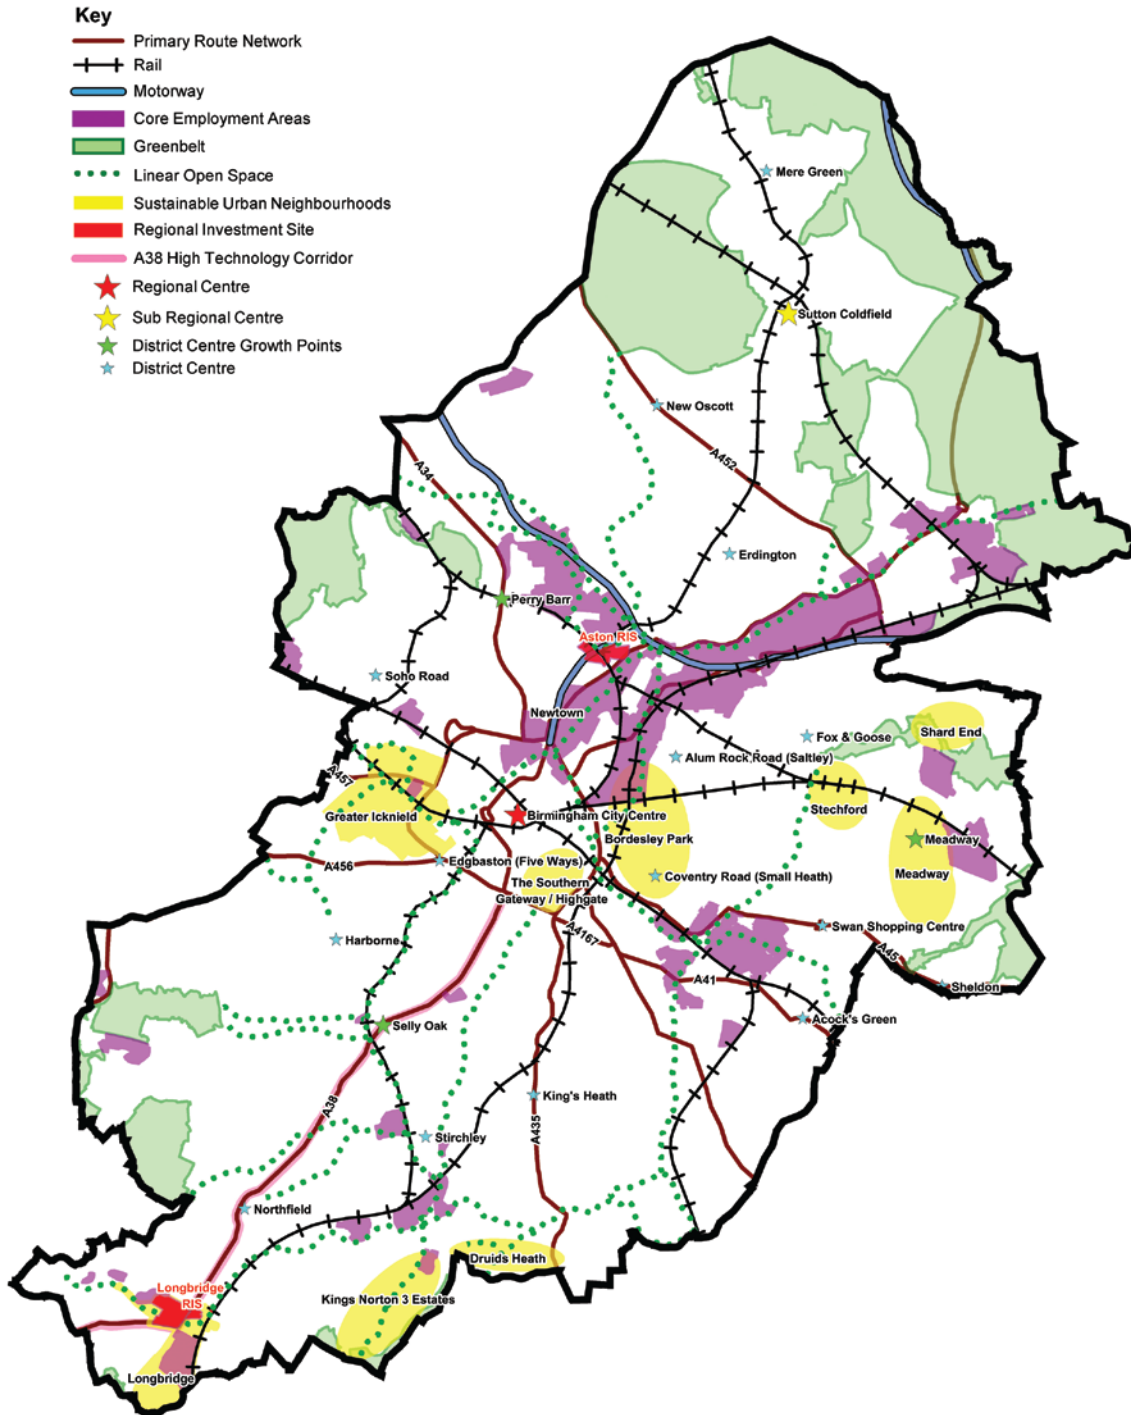 Key
Primary Route Network
Rail
Motorway
Core Employment Areas
Greenbelt
Linear Open Space
Sustainable Urban Neighbourhoods
Regional Investment Site
A38 High Technology Corridor
Regional Centre
Sub Regional Centre
District Centre Growth Points
District Centre
Mere Green
Sutton Coldfield
New Oscott
A452
A34
Erdington
Perry Barr
Aston RIS
Soho Road
Newtown
Fox & Goose
Shard End
Alum Rock Road (Saltley)
A457
Stechford
Greater Icknield
Birmingham City Centre
Bordesley Park
Meadway
A456
Edgbaston (Five Ways)
Coventry Road (Small Heath)
Meadway
The Southern
Gateway / Highgate
Swan Shopping Centre
A4167
Harborne
A45
A41
Sheldon
Acock's Green
Selly Oak
King's Heath
A38
A435
Stirchley
Northfield
Druids Heath
Longbridge
RIS
Kings Norton 3 Estates
Longbridge